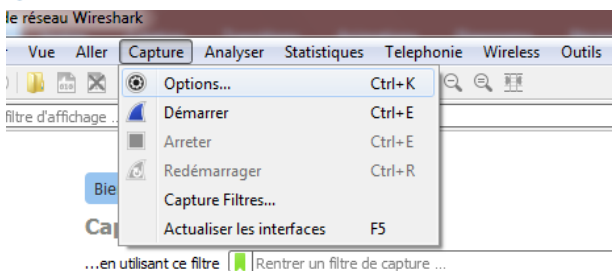 de réseau Wireshark
Vue Aller Capture Analyser Statistiques Telephonie Wireless Outils
filtre d'affichage ...
Options... Ctrl+K
Démarrer Ctrl+E
Arreter Ctrl+E
Redémarrager Ctrl+R
Capture Filtres...
Actualiser les interfaces F5
Bie
Cap
...en utilisant ce filtre Rentrer un filtre de capture ...